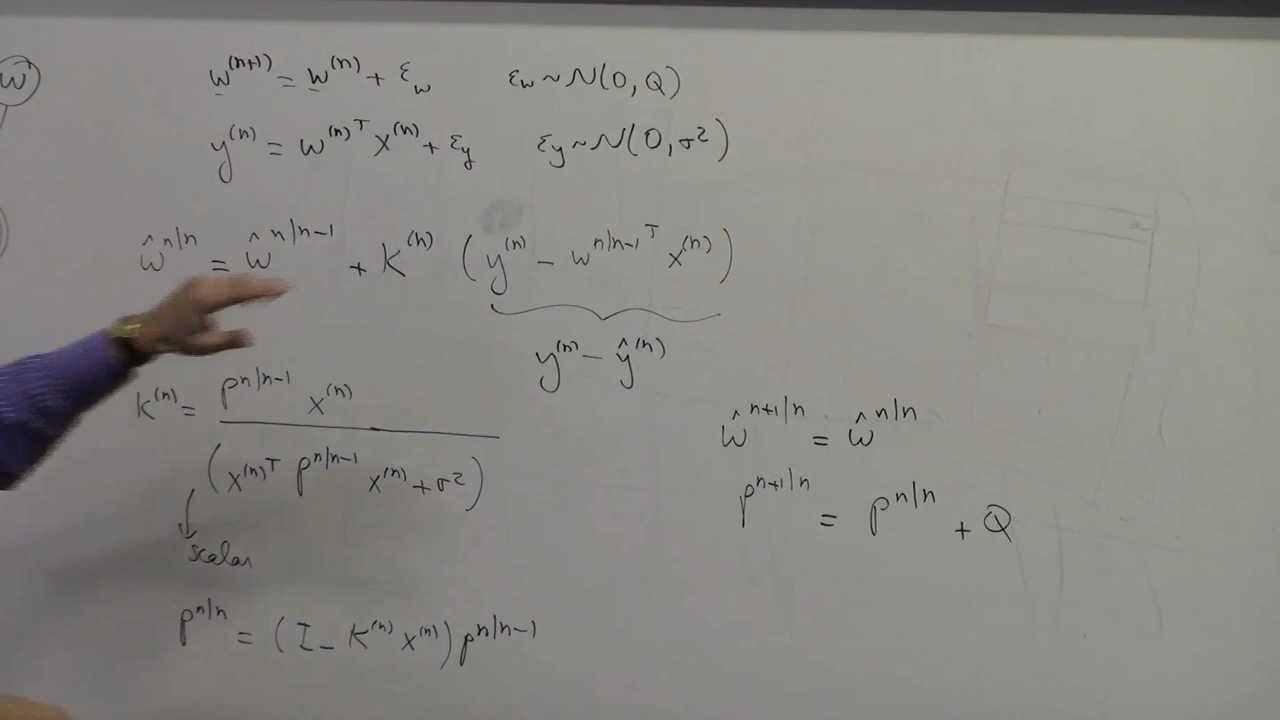 w
w^(n+1) = w^(n) + ε_w    ε_w ~ N(0, Q)
y^(n) = w^(n)T x^(n) + ε_y    ε_y ~ N(0, σ²)
ŵ^n|n = ŵ^n|n-1 + K^(n) (y^(n) - w^n|n-1 T x^(n))
y^(n) - ŷ^(n)
K^(n) = P^n|n-1 x^(n)
(x^(n)T P^n|n-1 x^(n) + σ²)
scalar
P^n|n = (I - K^(n) x^(n)) P^n|n-1
ŵ^n+1|n = ŵ^n|n
P^n+1|n = P^n|n + Q